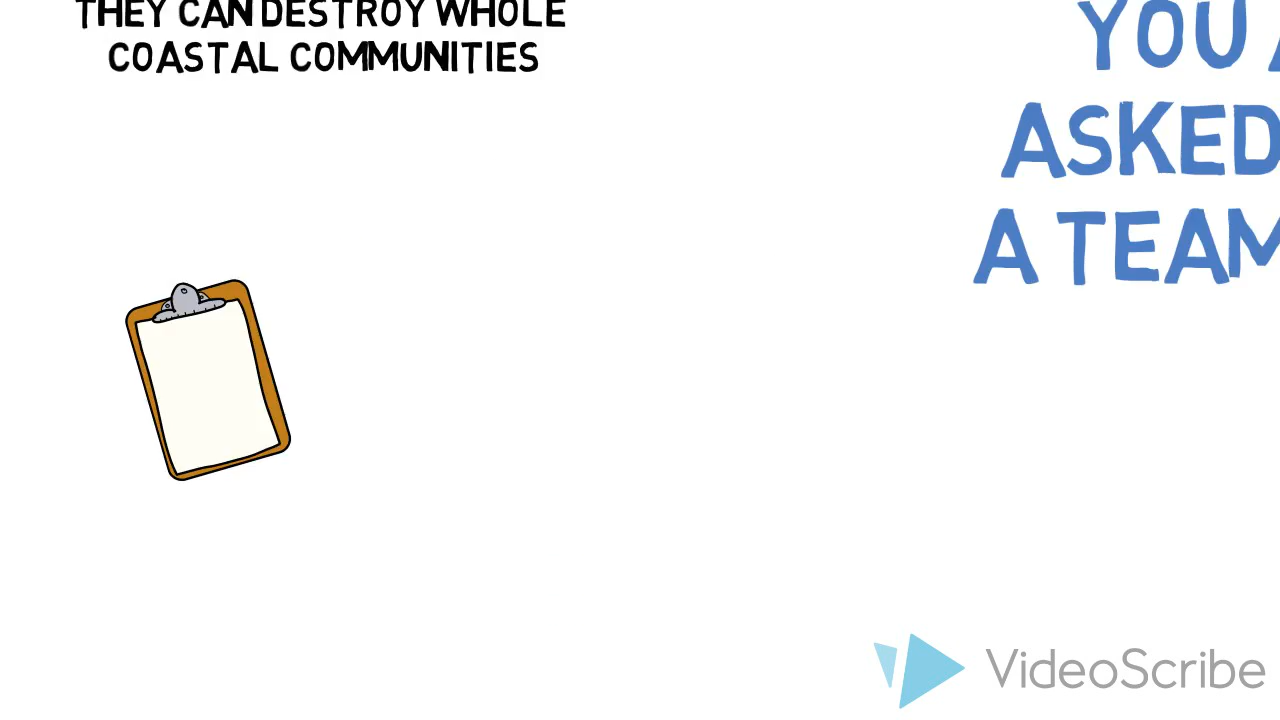 THEY CAN DESTROY WHOLE
COASTAL COMMUNITIES
YOU A
ASKED
A TEAM
VideoScribe